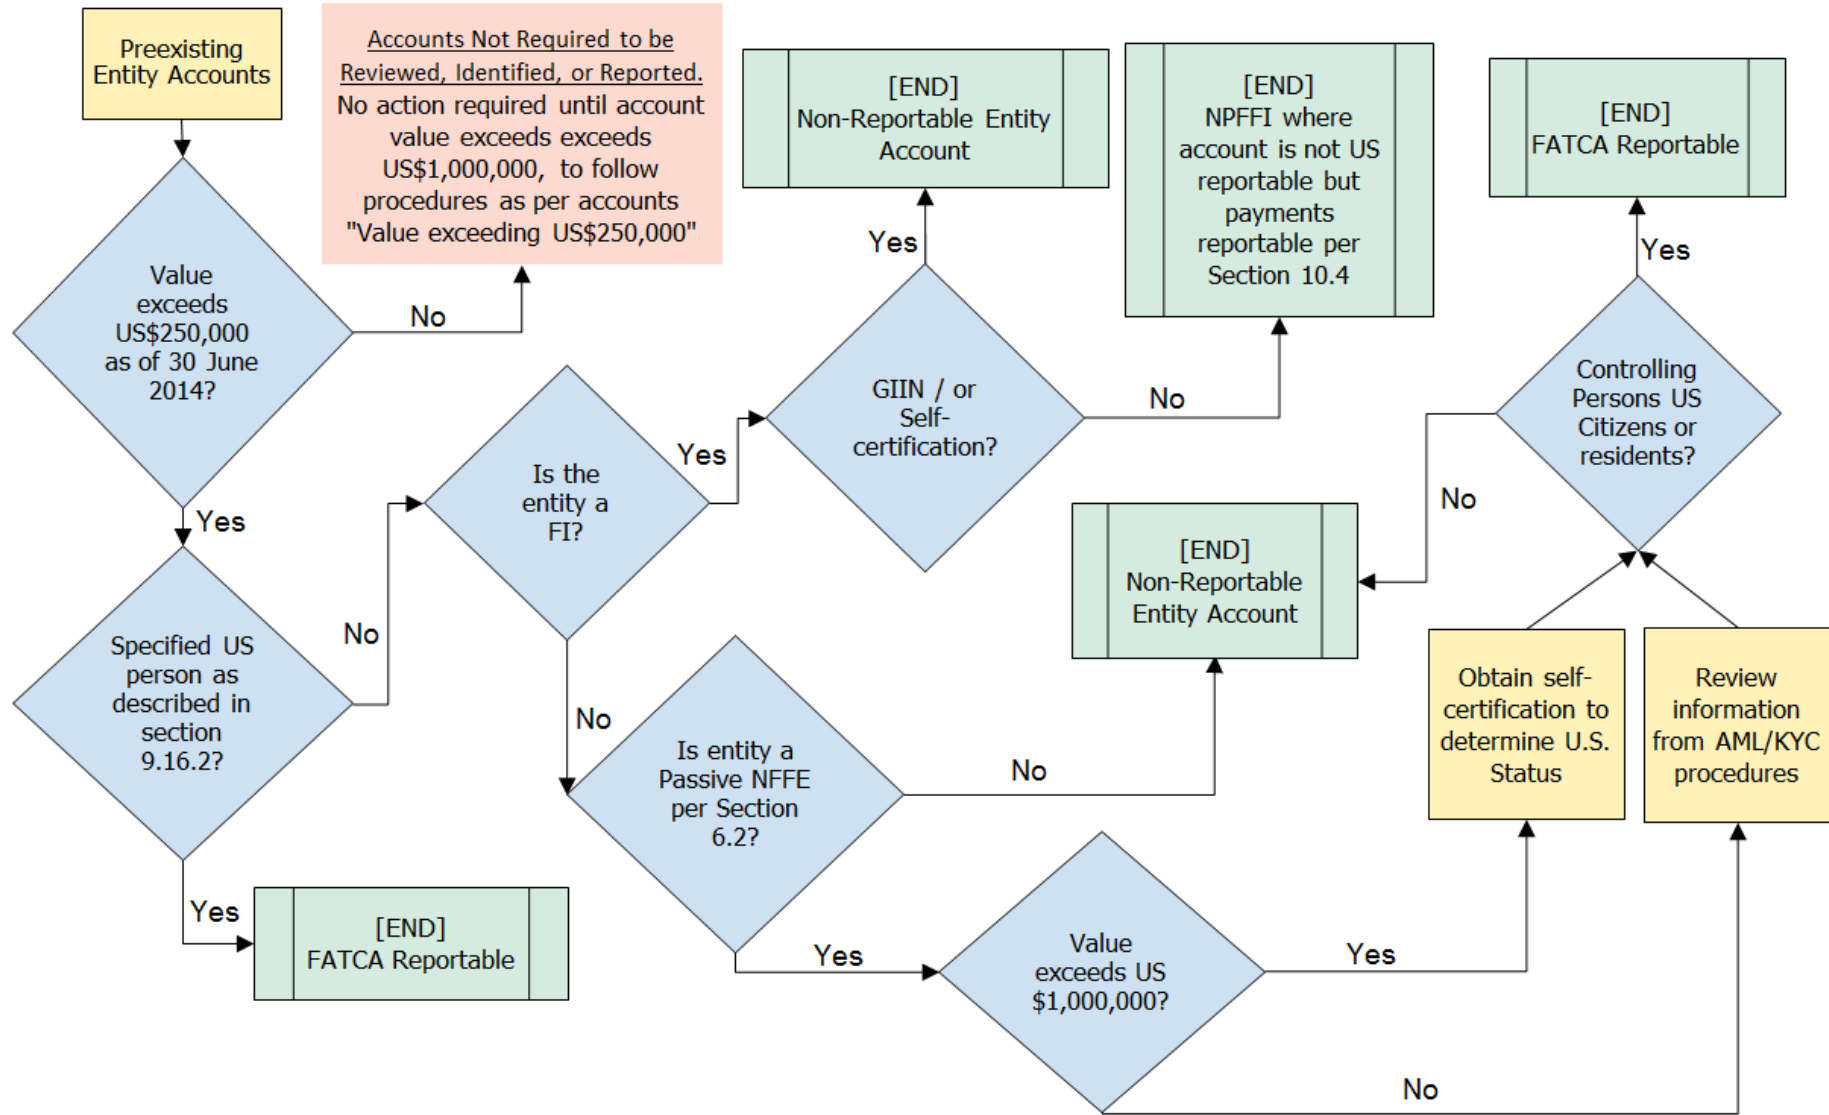 Preexisting
Entity Accounts
Accounts Not Required to be
Reviewed, Identified, or Reported.
No action required until account
value exceeds exceeds
US$1,000,000, to follow
procedures as per accounts
"Value exceeding US$250,000"
[END]
Non-Reportable Entity
Account
[END]
NPFFI where
account is not US
reportable but
payments
reportable per
Section 10.4
[END]
FATCA Reportable
Yes
Yes
Value
exceeds
US$250,000
as of 30 June
2014?
No
GIIN / or
Self-
certification?
No
Controlling
Persons US
Citizens or
residents?
No
Yes
Is the
entity a
FI?
Yes
No
[END]
Non-Reportable
Entity Account
Specified US
person as
described in
section
9.16.2?
No
No
Is entity a
Passive NFFE
per Section
6.2?
No
Obtain self-
certification to
determine U.S.
Status
Review
information
from AML/KYC
procedures
Yes
[END]
FATCA Reportable
Yes
Value
exceeds US
$1,000,000?
Yes
No